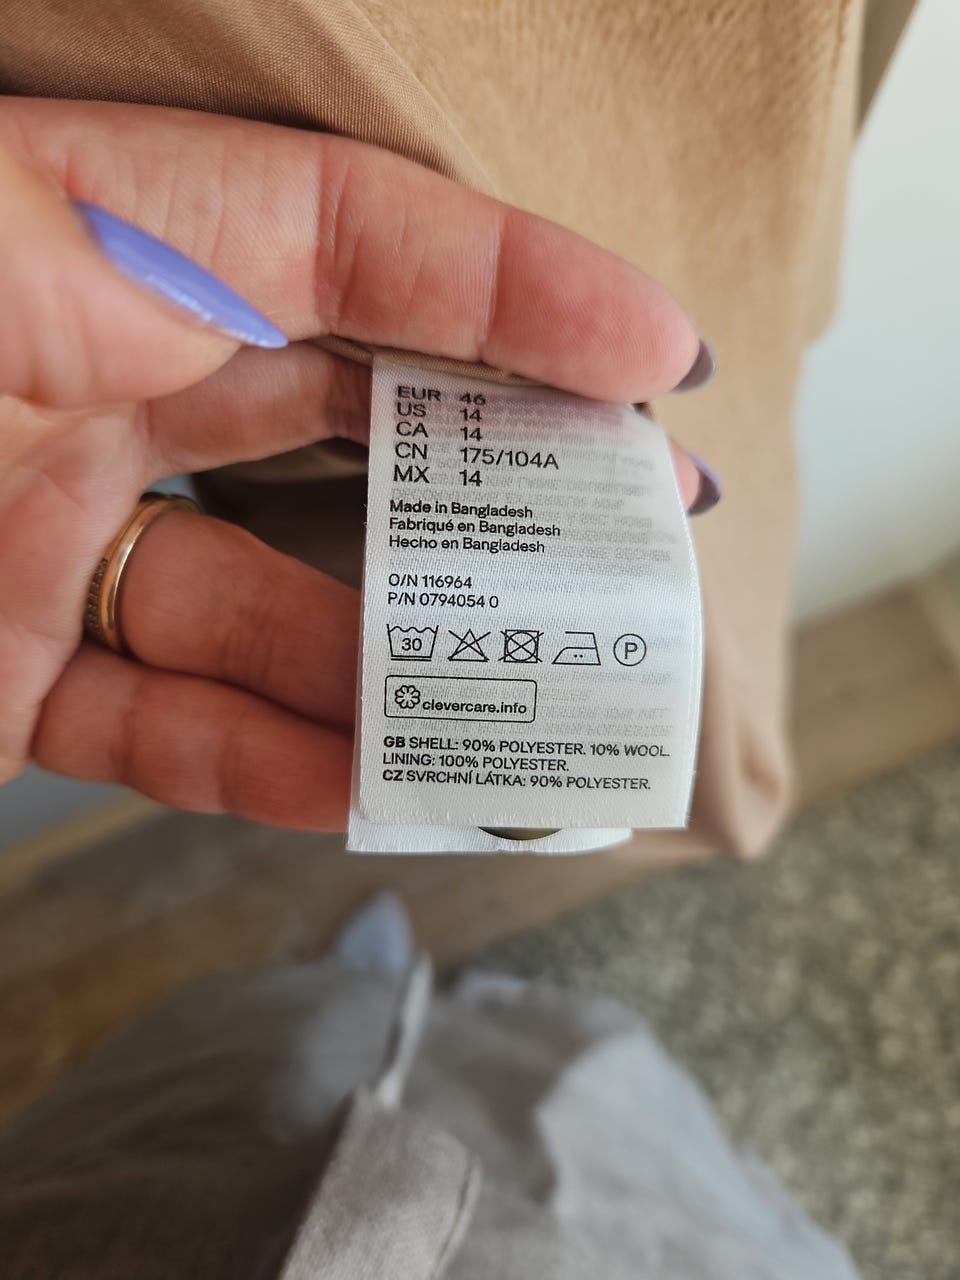 EUR 46
US 14
CA 14
CN 175/104A
MX 14
Made in Bangladesh
Fabriqué en Bangladesh
Hecho en Bangladesh
O/N 116964
P/N 0794054 0
30
P
clevercare.info
GB SHELL: 90% POLYESTER. 10% WOOL.
LINING: 100% POLYESTER.
CZ SVRCHNÍ LÁTKA: 90% POLYESTER.